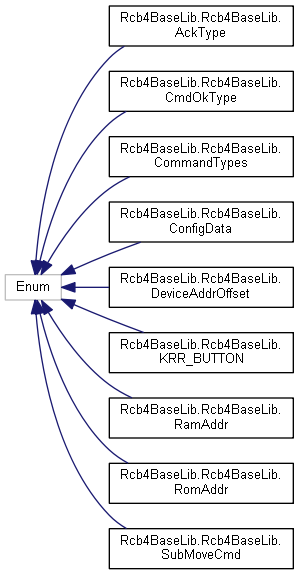 Rcb4BaseLib.Rcb4BaseLib.
AckType
Rcb4BaseLib.Rcb4BaseLib.
CmdOkType
Rcb4BaseLib.Rcb4BaseLib.
CommandTypes
Rcb4BaseLib.Rcb4BaseLib.
ConfigData
Enum
Rcb4BaseLib.Rcb4BaseLib.
DeviceAddrOffset
Rcb4BaseLib.Rcb4BaseLib.
KRR_BUTTON
Rcb4BaseLib.Rcb4BaseLib.
RamAddr
Rcb4BaseLib.Rcb4BaseLib.
RomAddr
Rcb4BaseLib.Rcb4BaseLib.
SubMoveCmd